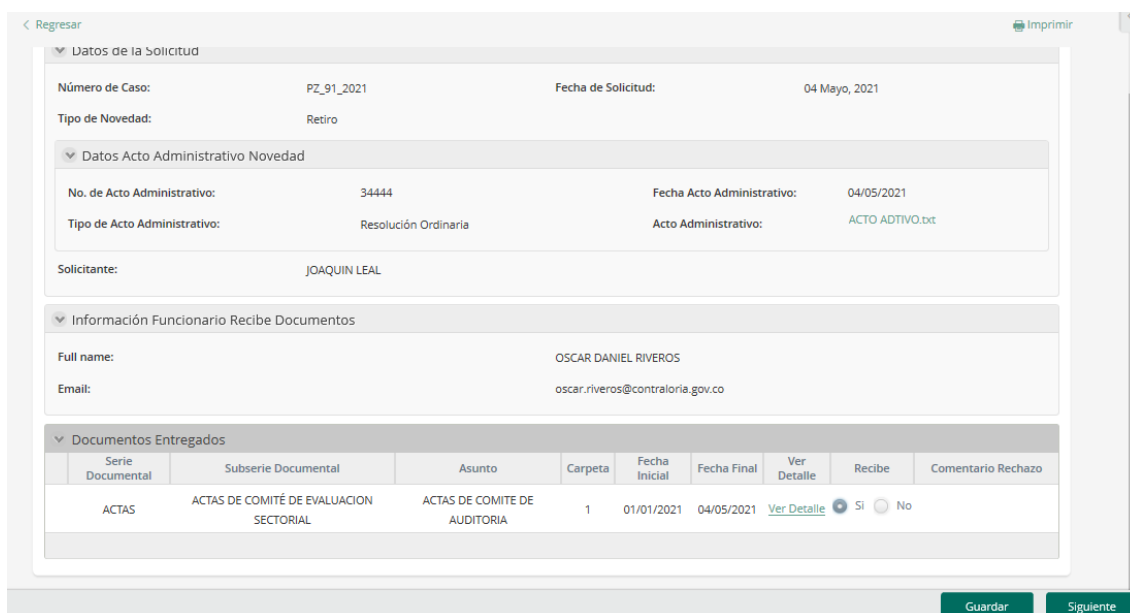 Regresar Imprimir
Datos de la Solicitud
Número de Caso: PZ_91_2021 Fecha de Solicitud: 04 Mayo, 2021
Tipo de Novedad: Retiro
Datos Acto Administrativo Novedad
No. de Acto Administrativo: 34444 Fecha Acto Administrativo: 04/05/2021
Tipo de Acto Administrativo: Resolución Ordinaria Acto Administrativo: ACTO ADTIVO.txt
Solicitante: JOAQUIN LEAL
Información Funcionario Recibe Documentos
Full name: OSCAR DANIEL RIVEROS
Email: oscar.riveros@contraloria.gov.co
Documentos Entregados
Serie Documental Subserie Documental Asunto Carpeta Fecha Inicial Fecha Final Ver Detalle Recibe Comentario Rechazo
ACTAS ACTAS DE COMITÉ DE EVALUACION SECTORIAL ACTAS DE COMITE DE AUDITORIA 1 01/01/2021 04/05/2021 Ver Detalle Si No
Guardar Siguiente